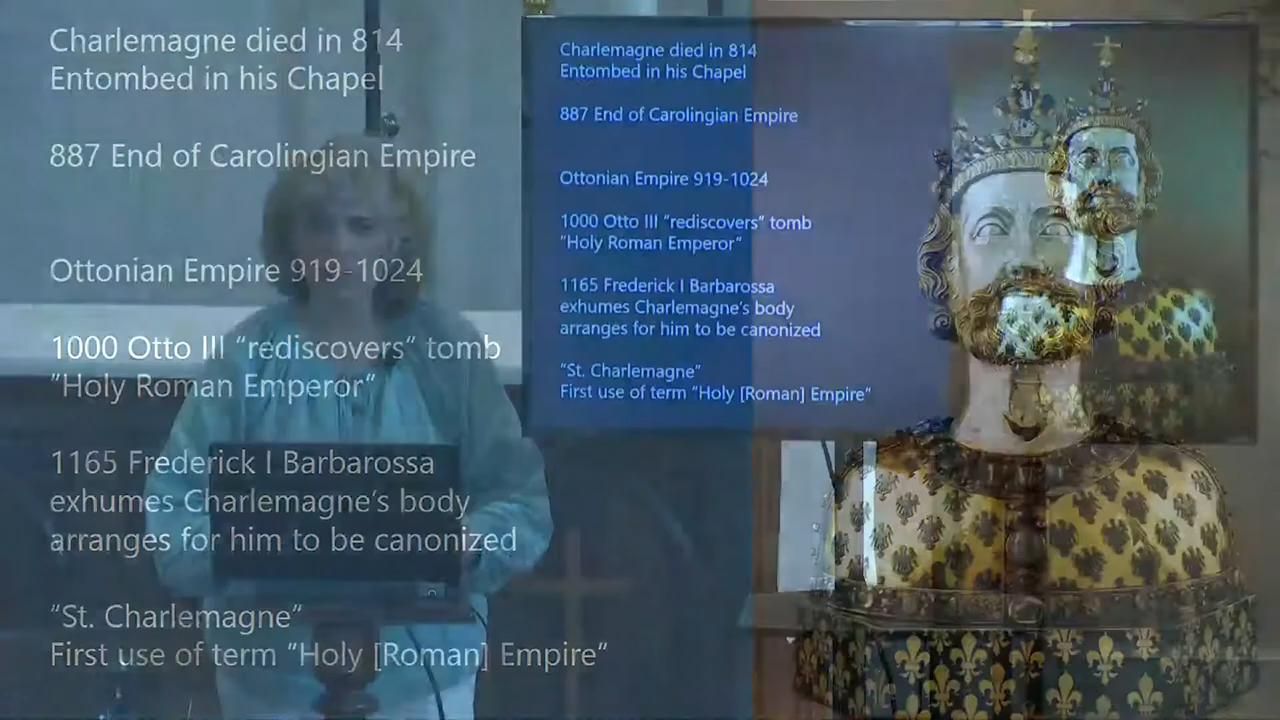 Charlemagne died in 814
Entombed in his Chapel
887 End of Carolingian Empire
Ottonian Empire 919-1024
1000 Otto III “rediscovers“ tomb
”Holy Roman Emperor”
1165 Frederick I Barbarossa
exhumes Charlemagne’s body
arranges for him to be canonized
“St. Charlemagne”
First use of term “Holy [Roman] Empire”
Charlemagne died in 814
Entombed in his Chapel
887 End of Carolingian Empire
Ottonian Empire 919-1024
1000 Otto III “rediscovers“ tomb
”Holy Roman Emperor”
1165 Frederick I Barbarossa
exhumes Charlemagne’s body
arranges for him to be canonized
“St. Charlemagne”
First use of term “Holy [Roman] Empire”